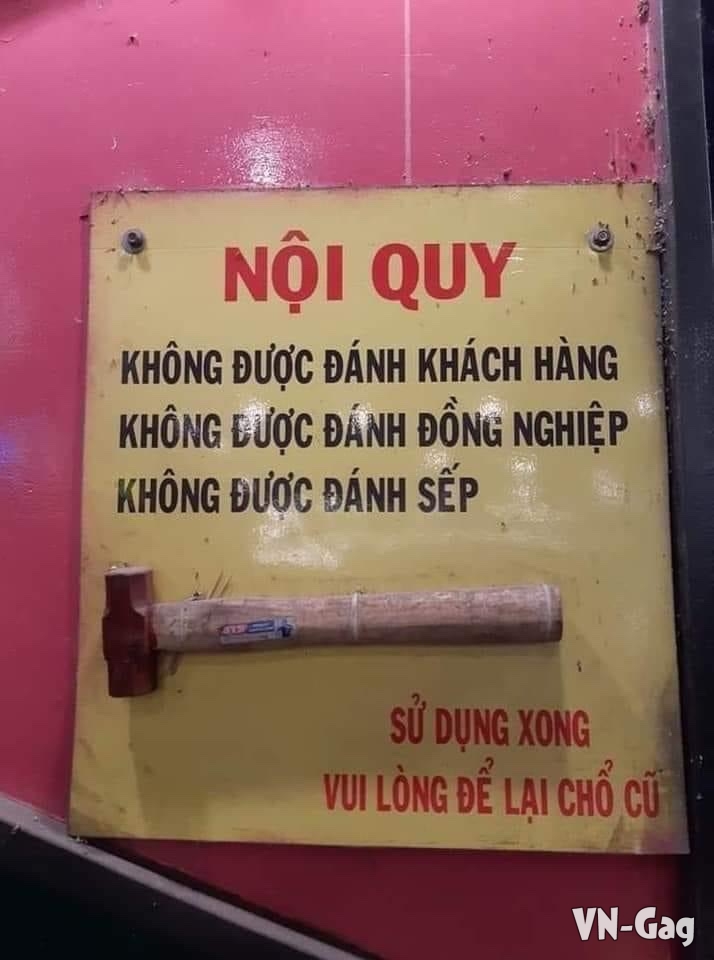 NỘI QUY
KHÔNG ĐƯỢC ĐÁNH KHÁCH HÀNG
KHÔNG ĐƯỢC ĐÁNH ĐỒNG NGHIỆP
KHÔNG ĐƯỢC ĐÁNH SẾP
SỬ DỤNG XONG
VUI LÒNG ĐỂ LẠI CHỔ CŨ
VN-Gag